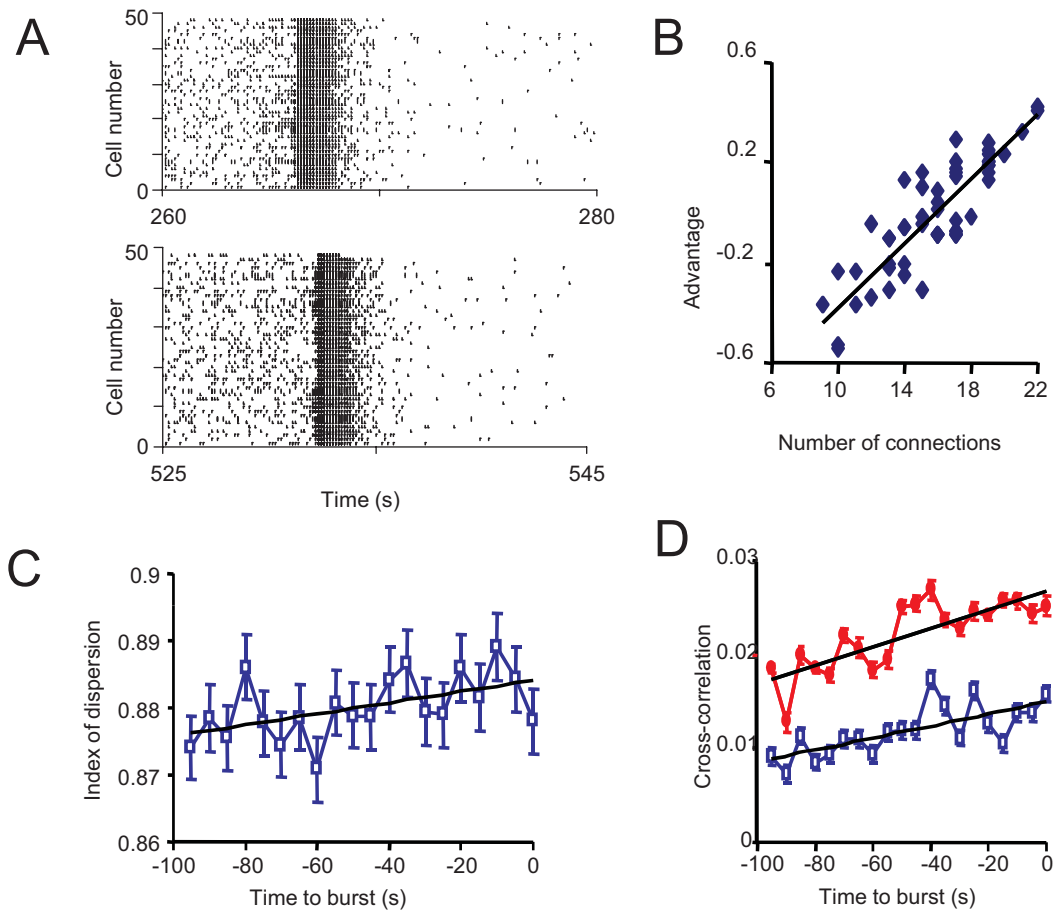 A
50
Cell number
0
260
280
50
Cell number
0
525
545
Time (s)
B
0.6
0.2
-0.2
-0.6
Advantage
6
10
14
18
22
Number of connections
C
0.9
0.89
0.88
0.87
0.86
Index of dispersion
-100
-80
-60
-40
-20
0
Time to burst (s)
D
0.03
0.02
0.01
0
Cross-correlation
-100
-80
-60
-40
-20
0
Time to burst (s)